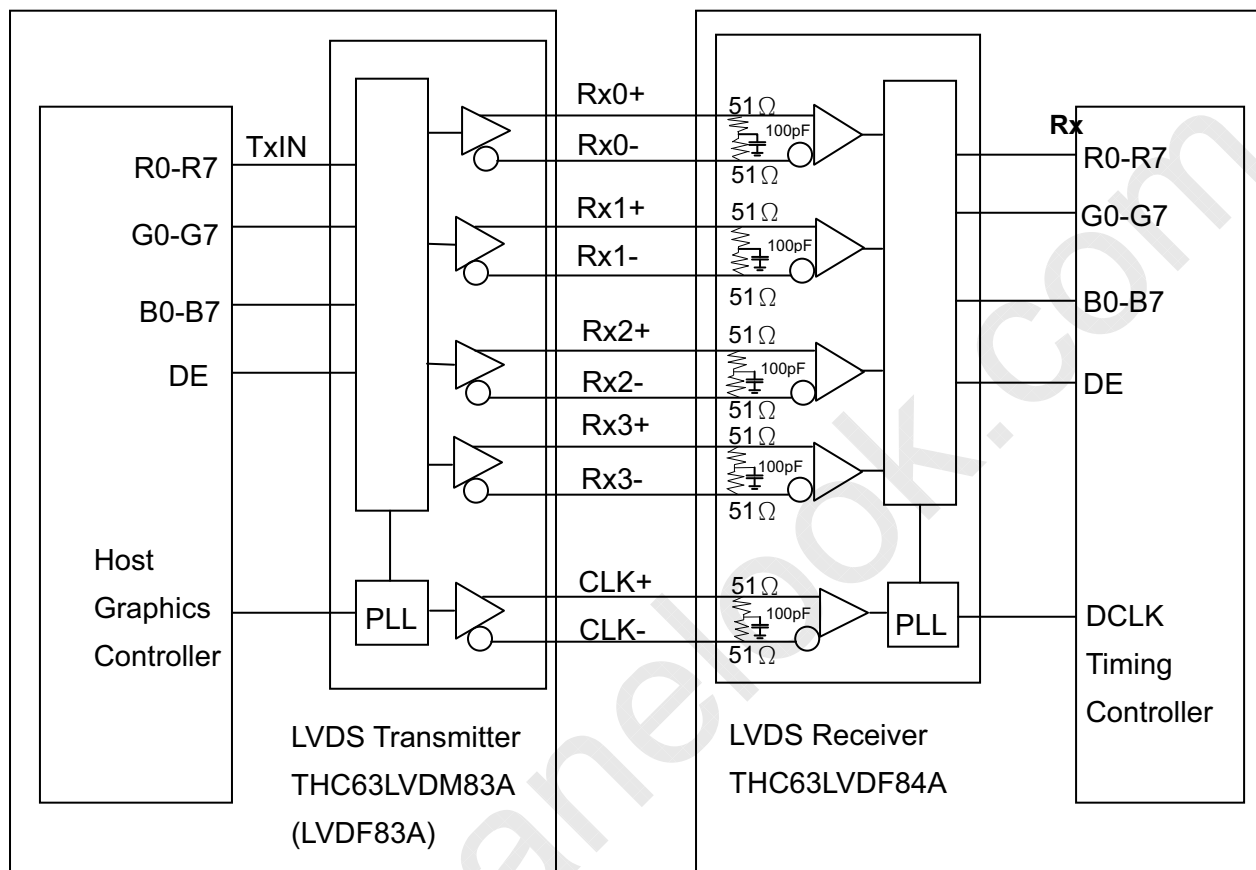 Host
Graphics
Controller
R0-R7
G0-G7
B0-B7
DE
TxIN
PLL
LVDS Transmitter
THC63LVDM83A
(LVDF83A)
Rx0+
Rx0-
Rx1+
Rx1-
Rx2+
Rx2-
Rx3+
Rx3-
CLK+
CLK-
51Ω
100pF
51Ω
51Ω
100pF
51Ω
51Ω
100pF
51Ω
51Ω
100pF
51Ω
51Ω
100pF
51Ω
PLL
LVDS Receiver
THC63LVDF84A
Rx
R0-R7
G0-G7
B0-B7
DE
DCLK
Timing
Controller
anelook.com